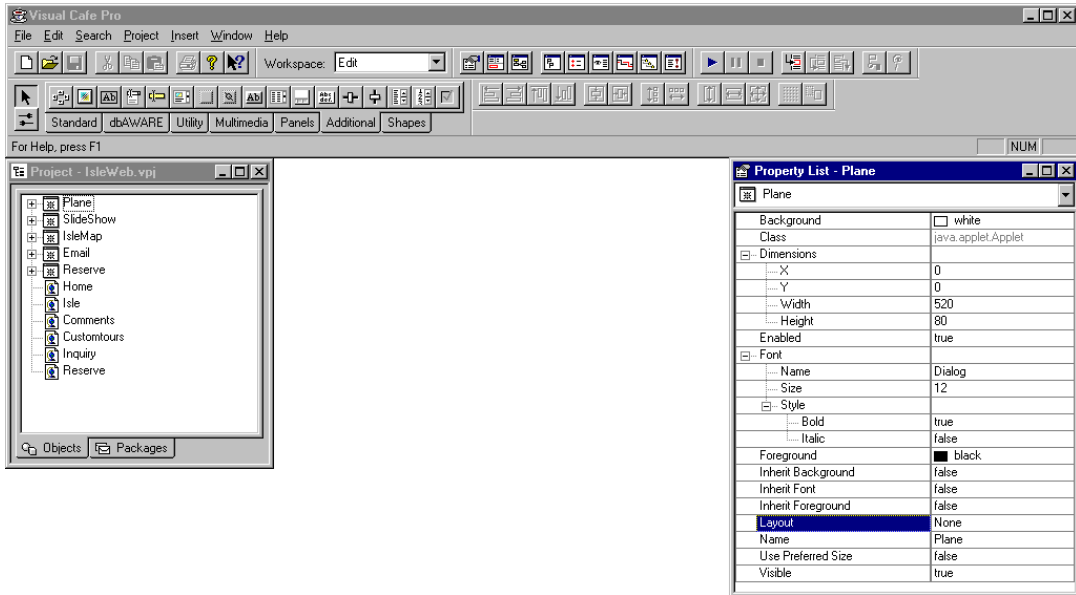 Visual Cafe Pro
File Edit Search Project Insert Window Help
Workspace: Edit
Standard dbAWARE Utility Multimedia Panels Additional Shapes
For Help, press F1 NUM
Project - IsleWeb.vpj
Plane
SlideShow
IsleMap
Email
Reserve
Home
Isle
Comments
Customtours
Inquiry
Reserve
Objects Packages
Property List - Plane
Plane
Background white
Class java.applet.Applet
Dimensions
X 0
Y 0
Width 520
Height 80
Enabled true
Font
Name Dialog
Size 12
Style
Bold true
Italic false
Foreground black
Inherit Background false
Inherit Font false
Inherit Foreground false
Layout None
Name Plane
Use Preferred Size false
Visible true